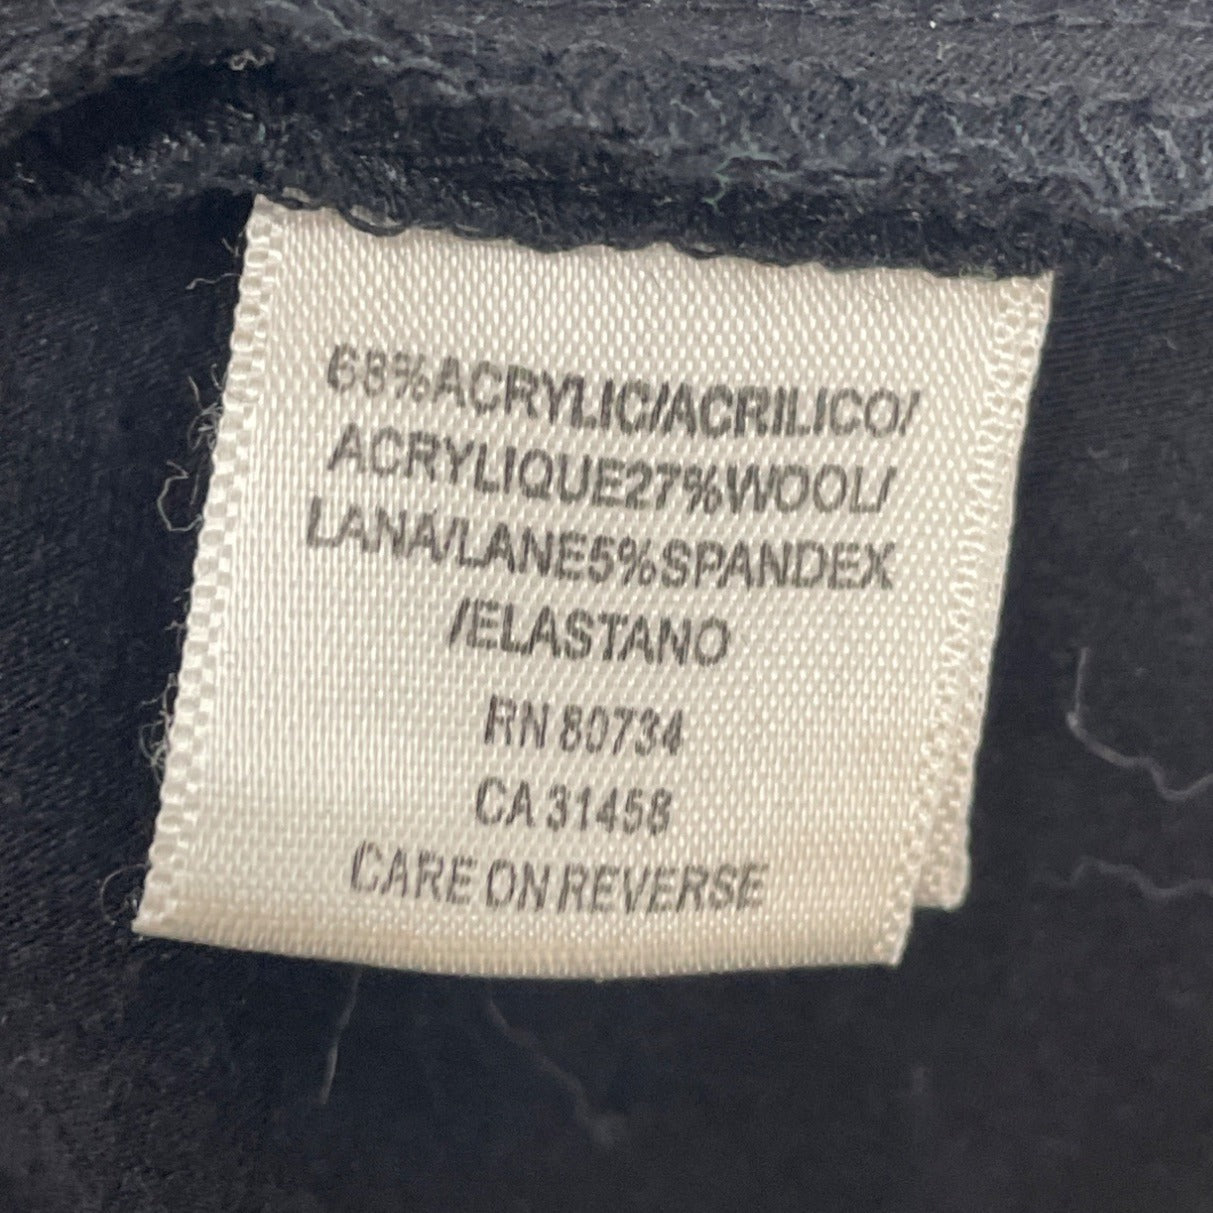 68%ACRYLIC/ACRILICO/
ACRYLIQUE27%WOOL/
LANA/LANE5%SPANDEX
/ELASTANO
RN 80734
CA 31458
CARE ON REVERSE